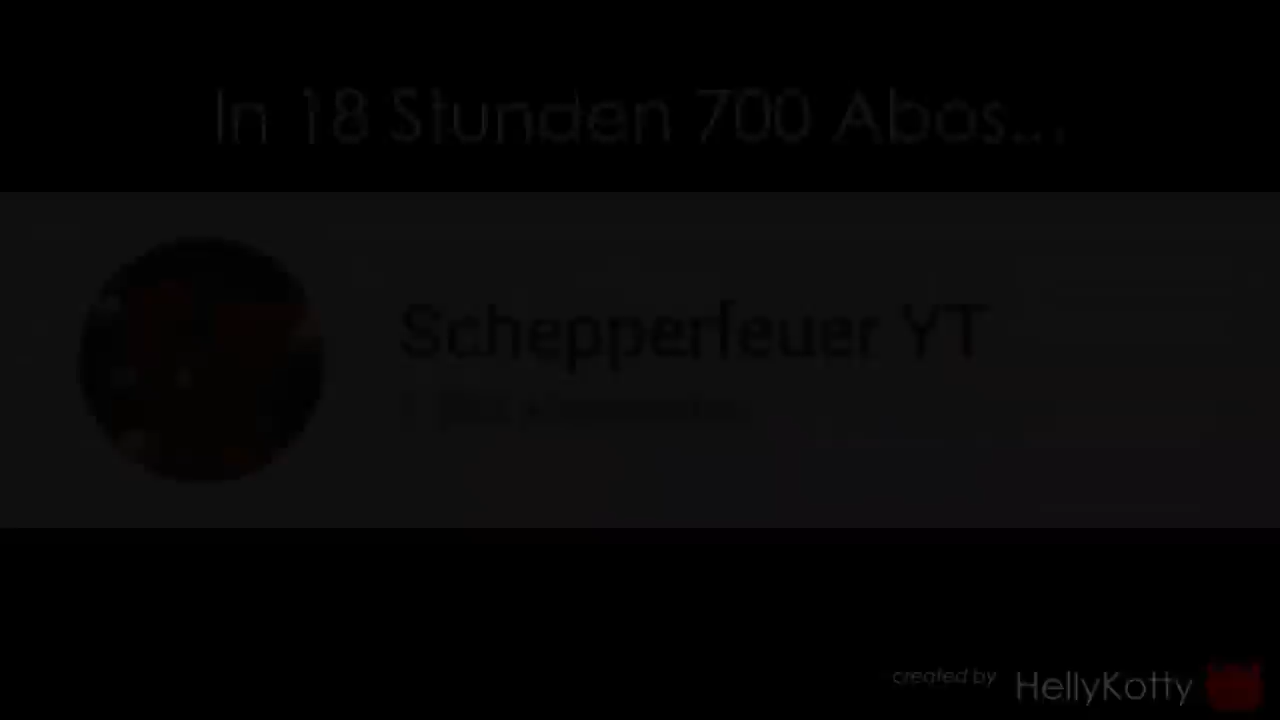 In 18 Stunden 700 Abos...
Schepperfeuer YT
created by HellyKotty